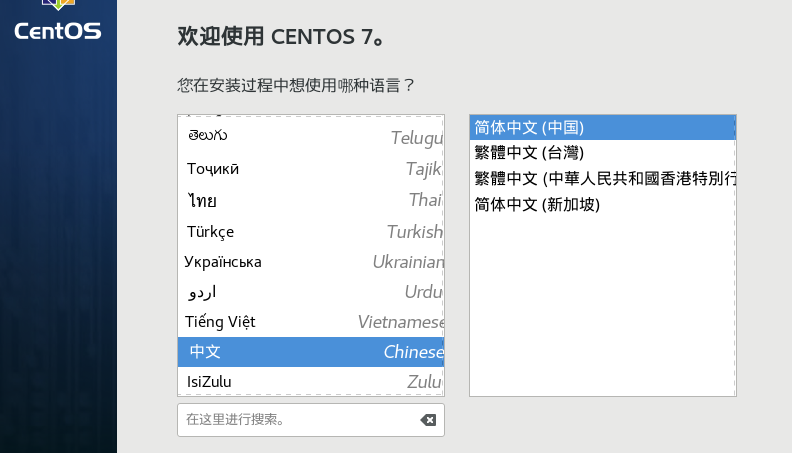 CentOS
欢迎使用 CENTOS 7。
您在安装过程中想使用哪种语言？
తెలుగు Telugu
Тоҷикӣ Tajik
ไทย Thai
Türkçe Turkish
Українська Ukrainian
اردو Urdu
Tiếng Việt Vietnamese
中文 Chinese
IsiZulu Zulu
简体中文 (中国)
繁體中文 (台灣)
繁體中文 (中華人民共和國香港特別行
简体中文 (新加坡)
在这里进行搜索。